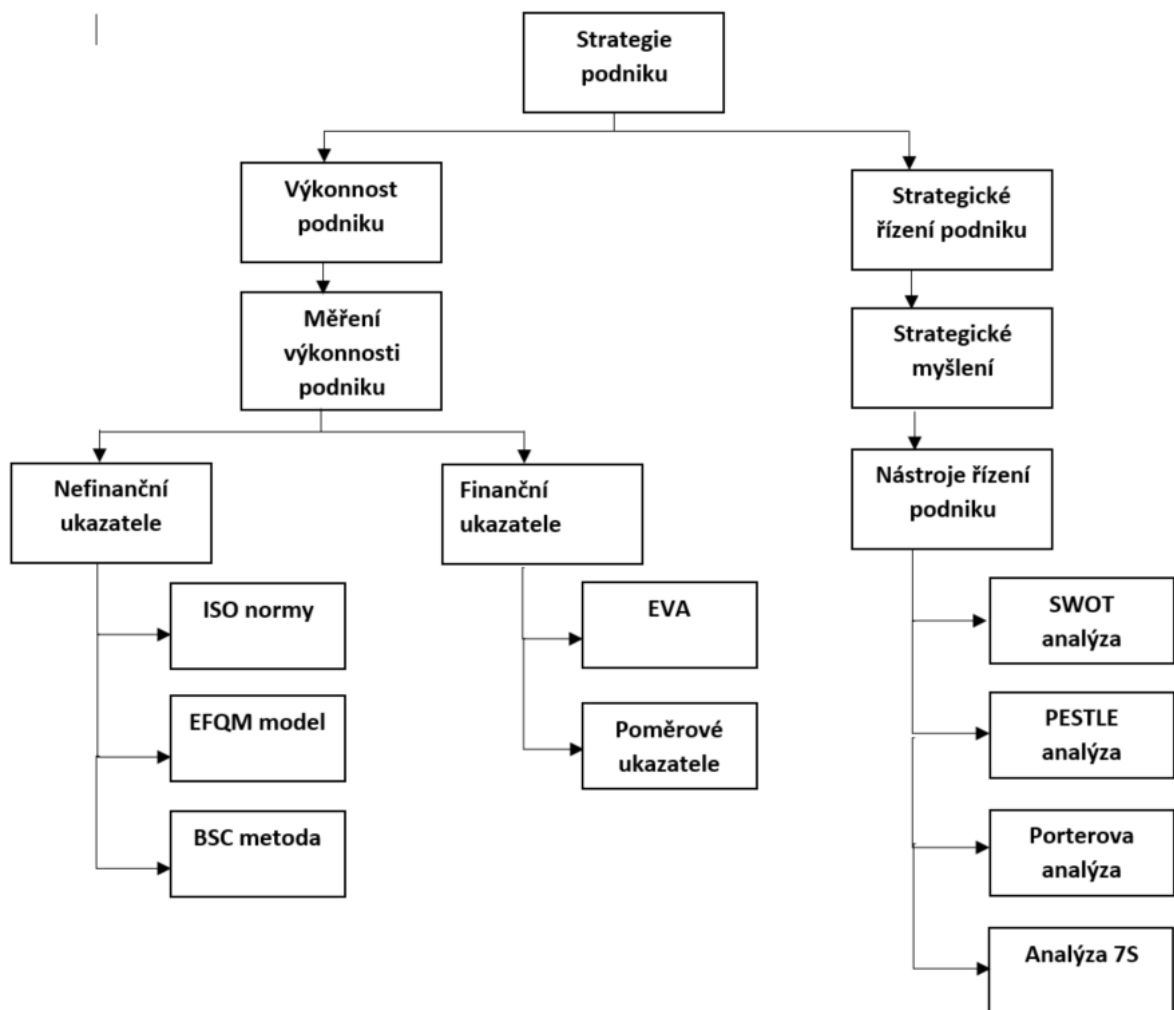 Strategie
podniku
Výkonnost
podniku
Strategické
řízení podniku
Měření
výkonnosti
podniku
Strategické
myšlení
Nefinanční
ukazatele
Finanční
ukazatele
Nástroje řízení
podniku
ISO normy
EVA
SWOT
analýza
EFQM model
Poměrové
ukazatele
PESTLE
analýza
BSC metoda
Porterova
analýza
Analýza 7S